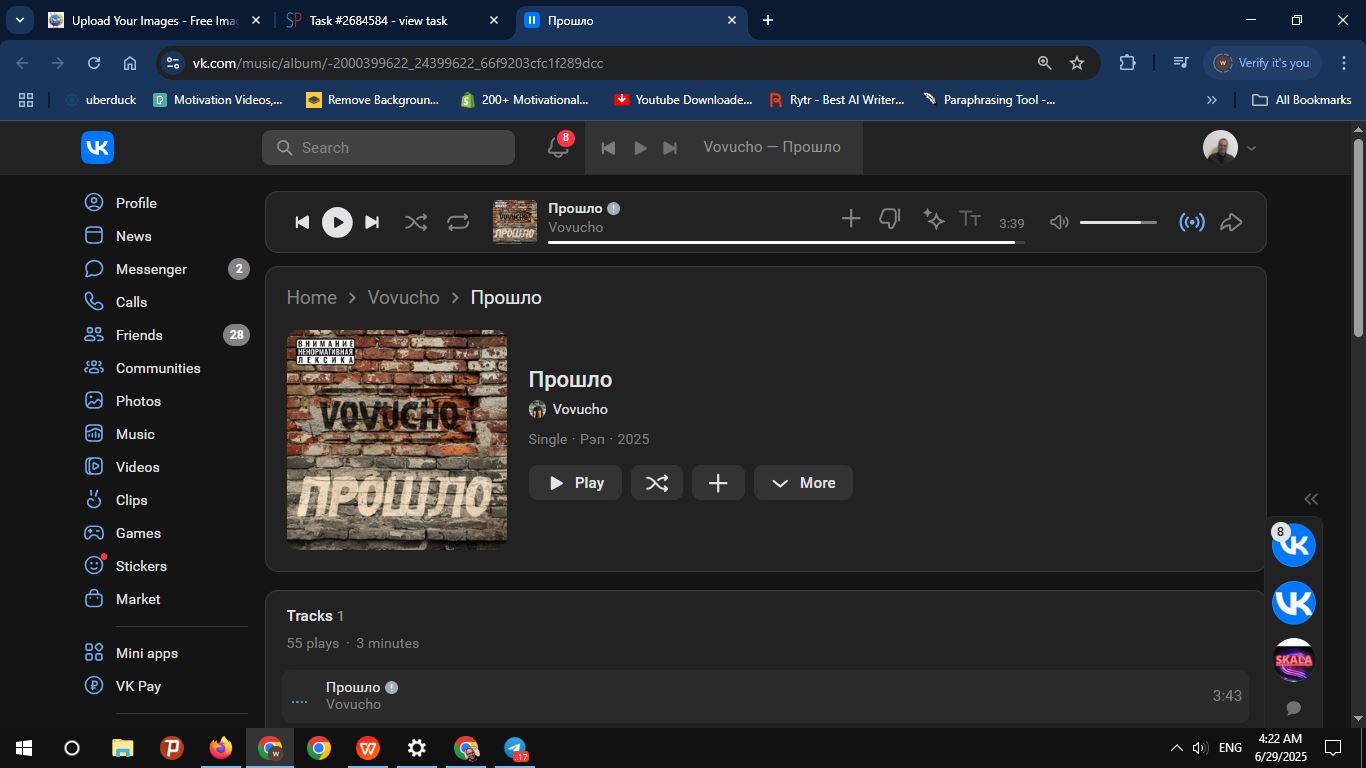 Upload Your Images - Free Imag
Task #2684584 - view task
Прошло
vk.com/music/album/-2000399622_24399622_66f9203cfc1f289dcc
Verify it's you
uberduck
Motivation Videos,...
Remove Backgroun...
200+ Motivational...
Youtube Downloade...
Rytr - Best AI Writer...
Paraphrasing Tool -...
All Bookmarks
Search
8
Vovucho — Прошло
Profile
News
Messenger 2
Calls
Friends 28
Communities
Photos
Music
Videos
Clips
Games
Stickers
Market
Mini apps
VK Pay
Прошло
Vovucho
3:39
Home > Vovucho > Прошло
ВНИМАНИЕ
НЕНОРМАТИВНАЯ
ЛЕКСИКА
VOVUCHO
ПРОШЛО
Прошло
Vovucho
Single · Рэп · 2025
Play
More
Tracks 1
55 plays · 3 minutes
Прошло
Vovucho
3:43
8
SKALA
17
ENG
4:22 AM
6/29/2025